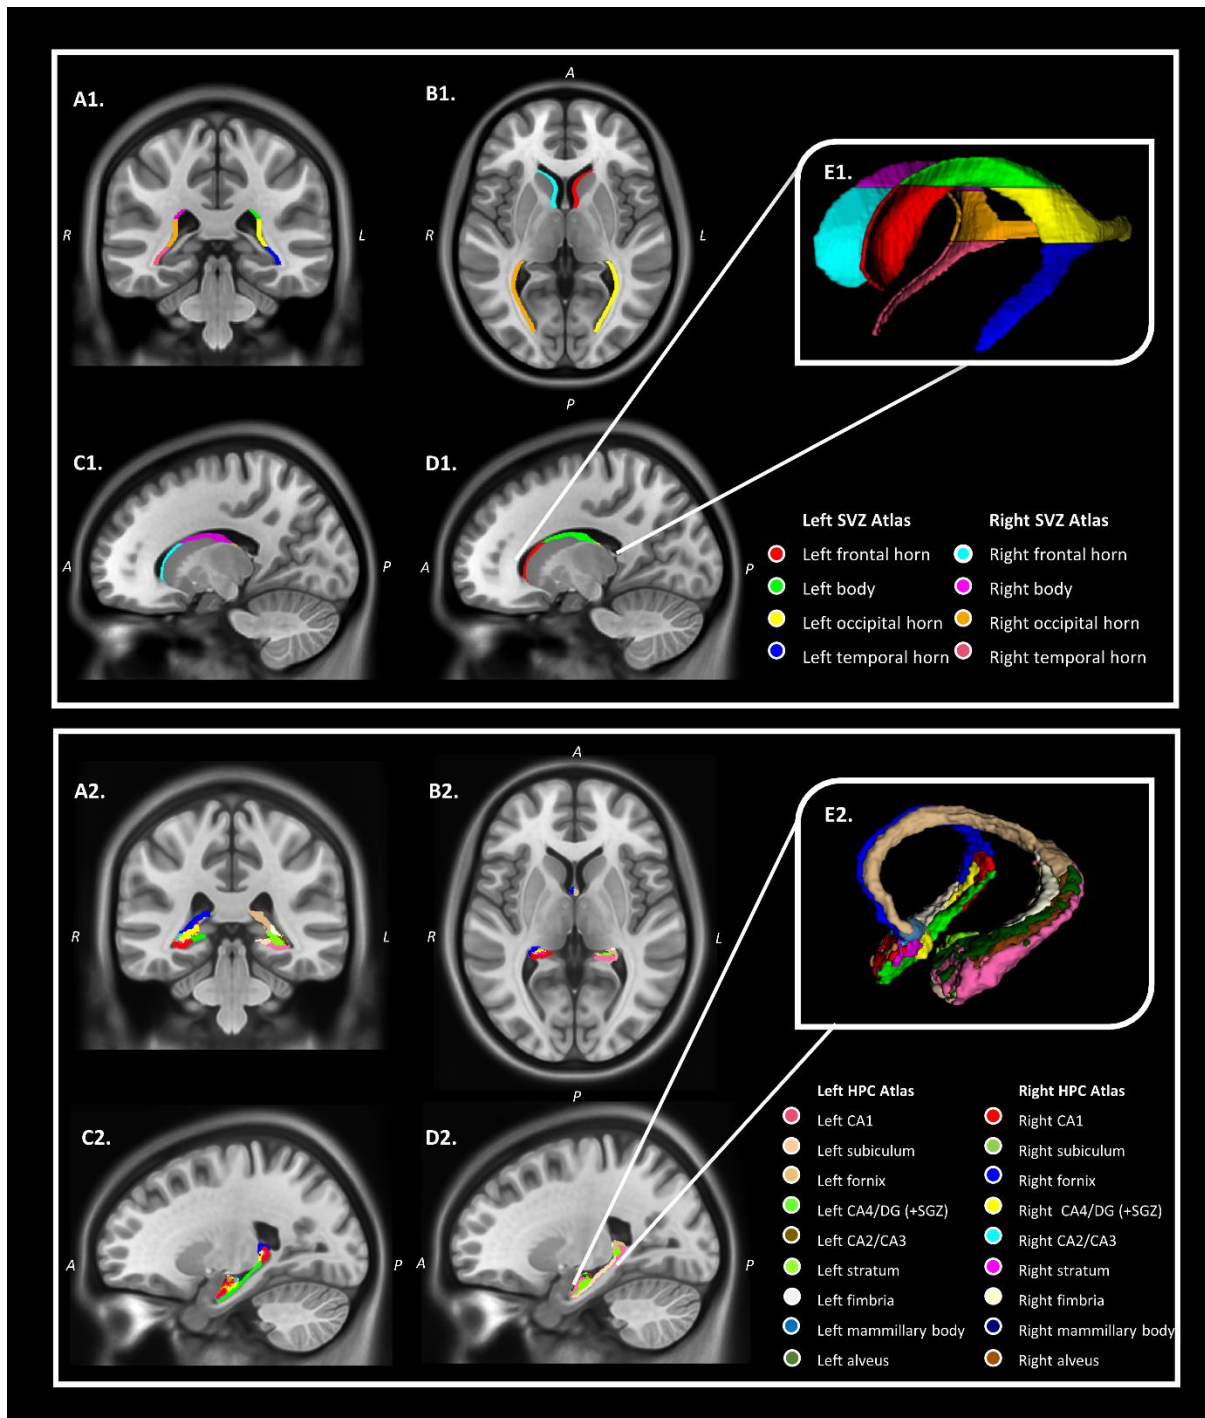 A
A1.
B1.
E1.
R
L
R
L
P
C1.
D1.
A
P
A
P
Left SVZ Atlas Right SVZ Atlas
Left frontal horn Right frontal horn
Left body Right body
Left occipital horn Right occipital horn
Left temporal horn Right temporal horn
A
A2.
B2.
E2.
R
L
R
L
P
C2.
D2.
A
P
A
P
Left HPC Atlas Right HPC Atlas
Left CA1 Right CA1
Left subiculum Right subiculum
Left fornix Right fornix
Left CA4/DG (+SGZ) Right CA4/DG (+SGZ)
Left CA2/CA3 Right CA2/CA3
Left stratum Right stratum
Left fimbria Right fimbria
Left mammillary body Right mammillary body
Left alveus Right alveus